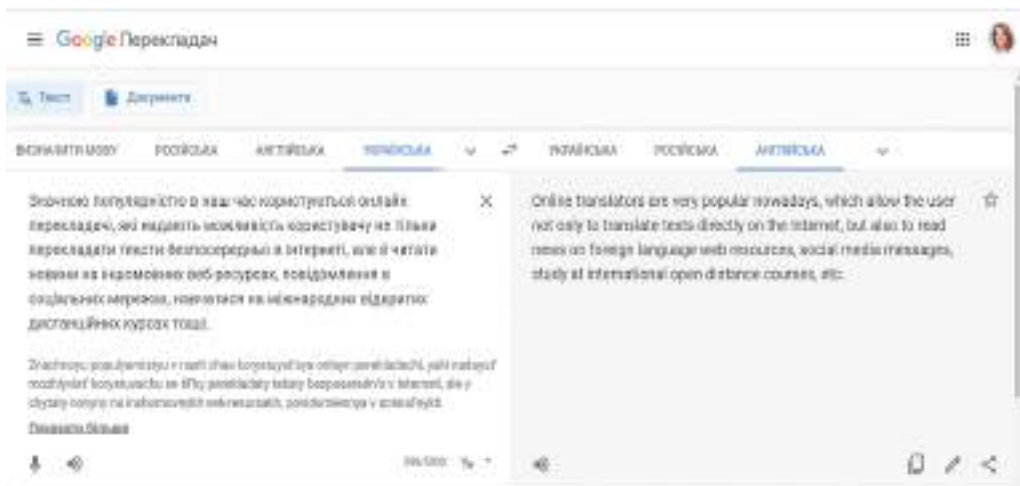 Google Перекладач
Текст
Документи
ВИЗНАЧИТИ МОВУ РОСІЙСЬКА АНГЛІЙСЬКА УКРАЇНСЬКА УКРАЇНСЬКА РОСІЙСЬКА АНГЛІЙСЬКА
Значною популярністю в наш час користуються онлайн
перекладачі, які надають можливість користувачу не тільки
перекладати тексти безпосередньо в інтернеті, але й читати
новини на іншомовних веб-ресурсах, повідомлення в
соціальних мережах, навчатися на міжнародних відкритих
дистанційних курсах тощо.
Online translators are very popular nowadays, which allow the user
not only to translate texts directly on the Internet, but also to read
news on foreign language web resources, social media messages,
study at international open distance courses, etc.
Показати більше